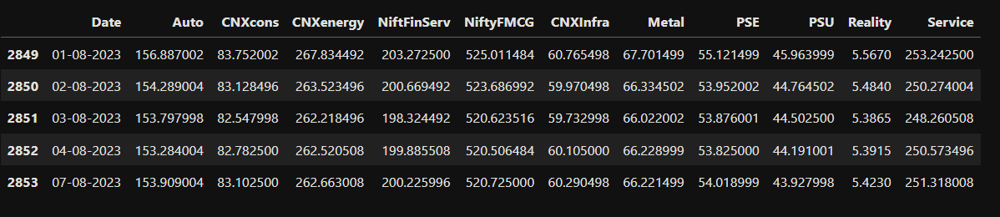 Date Auto CNXcons CNXenergy NiftFinServ NiftyFMCG CNXInfra Metal PSE PSU Reality Service
2849 01-08-2023 156.887002 83.752002 267.834492 203.272500 525.011484 60.765498 67.701499 55.121499 45.963999 5.5670 253.242500
2850 02-08-2023 154.289004 83.128496 263.523496 200.669492 523.686992 59.970498 66.334502 53.952002 44.764502 5.4840 250.274004
2851 03-08-2023 153.797998 82.547998 262.218496 198.324492 520.623516 59.732998 66.022002 53.876001 44.502500 5.3865 248.260508
2852 04-08-2023 153.284004 82.782500 262.520508 199.885508 520.506484 60.105000 66.228999 53.825000 44.191001 5.3915 250.573496
2853 07-08-2023 153.909004 83.102500 262.663008 200.225996 520.725000 60.290498 66.221499 54.018999 43.927998 5.4230 251.318008